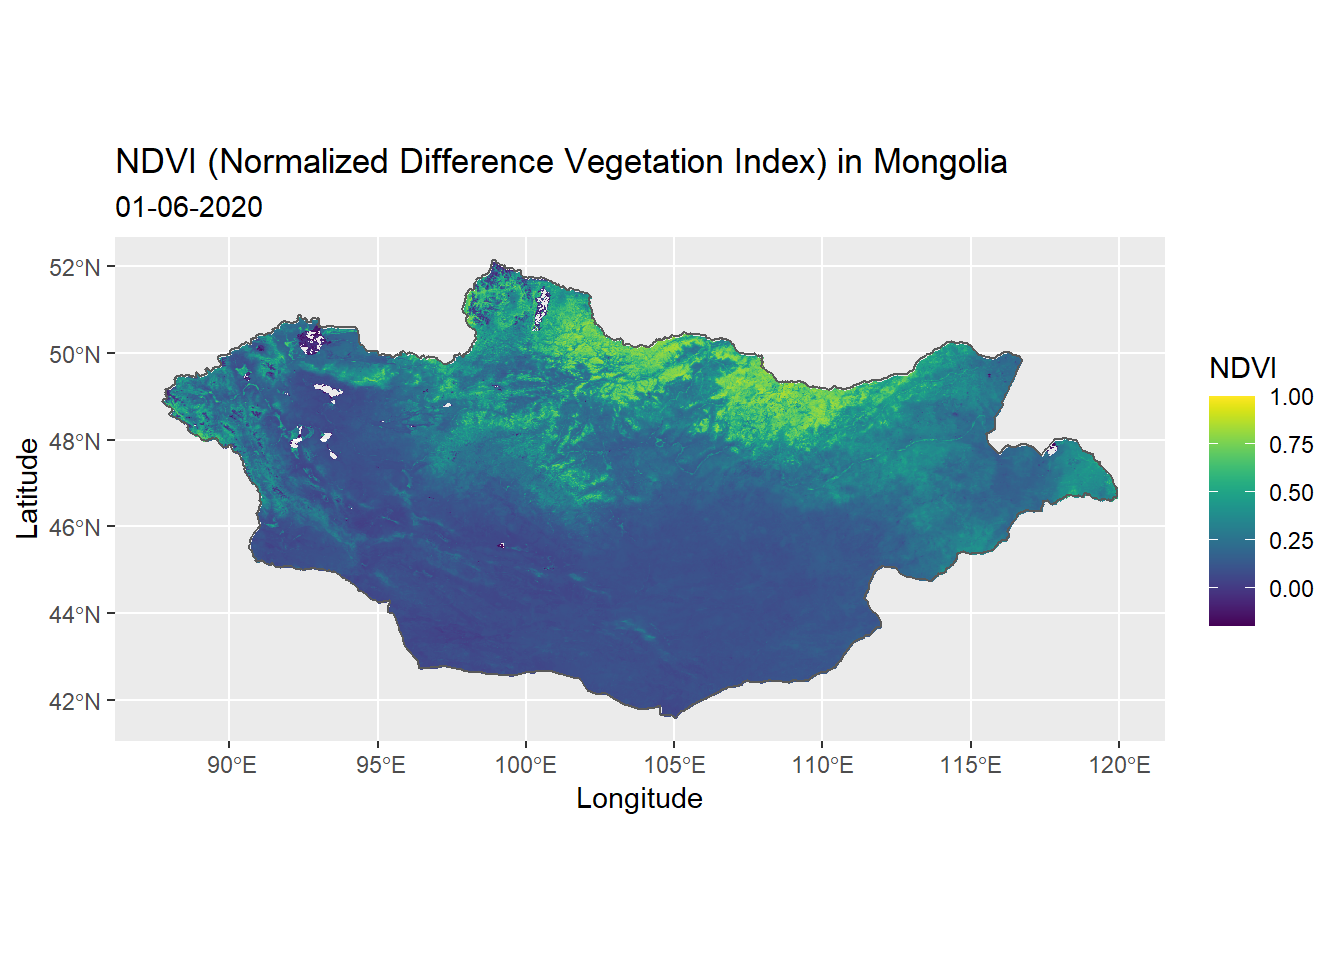 NDVI (Normalized Difference Vegetation Index) in Mongolia
01-06-2020
52°N
50°N
48°N
46°N
44°N
42°N
Latitude
90°E
95°E
100°E
105°E
110°E
115°E
120°E
Longitude
NDVI
1.00
0.75
0.50
0.25
0.00